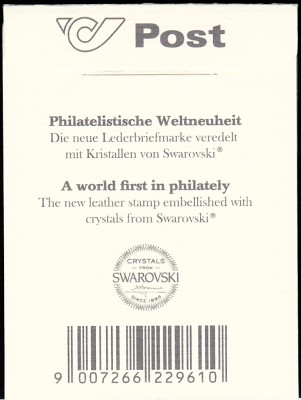 Post
Philatelistische Weltneuheit
Die neue Lederbriefmarke veredelt
mit Kristallen von Swarovski®
A world first in philately
The new leather stamp embellished with
crystals from Swarovski®
CRYSTALS
FROM
SWAROVSKI
SINCE 1895
9 007266 229610